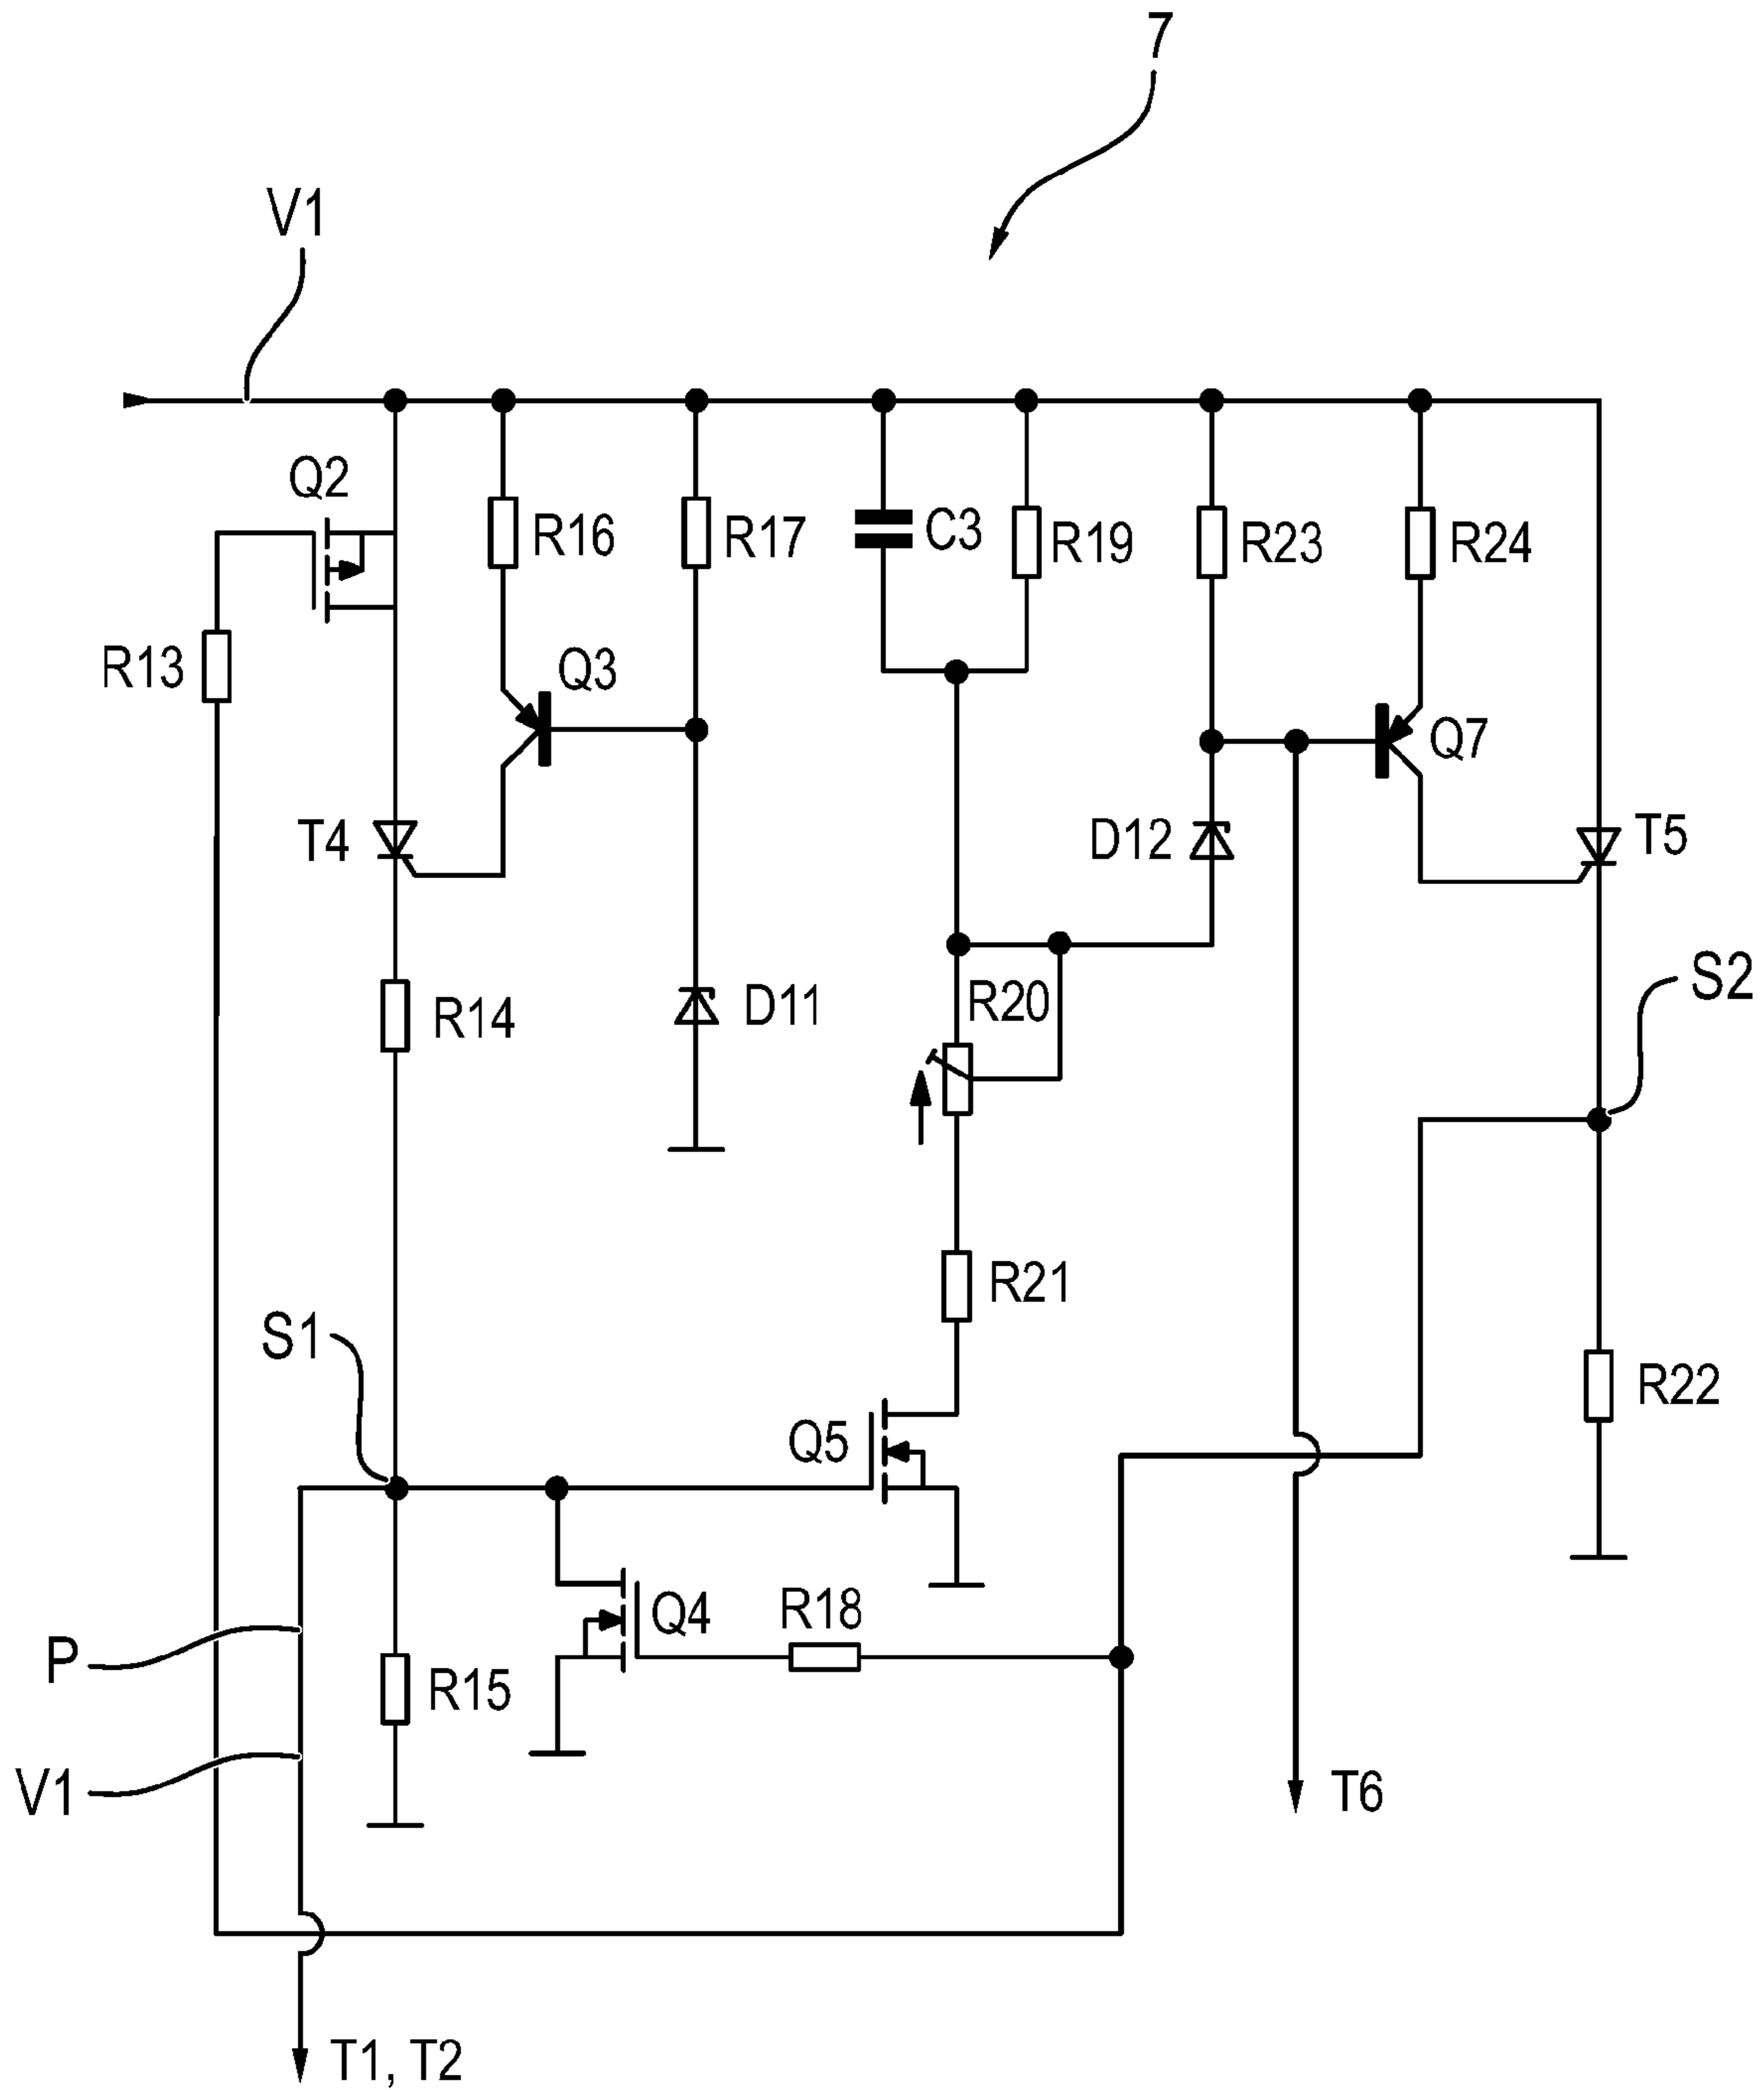 7
V1
Q2
R16
R17
C3
R19
R23
R24
R13
Q3
Q7
T4
D12
T5
R14
D11
R20
S2
R21
S1
Q5
R22
Q4
R18
P
R15
V1
T6
T1, T2